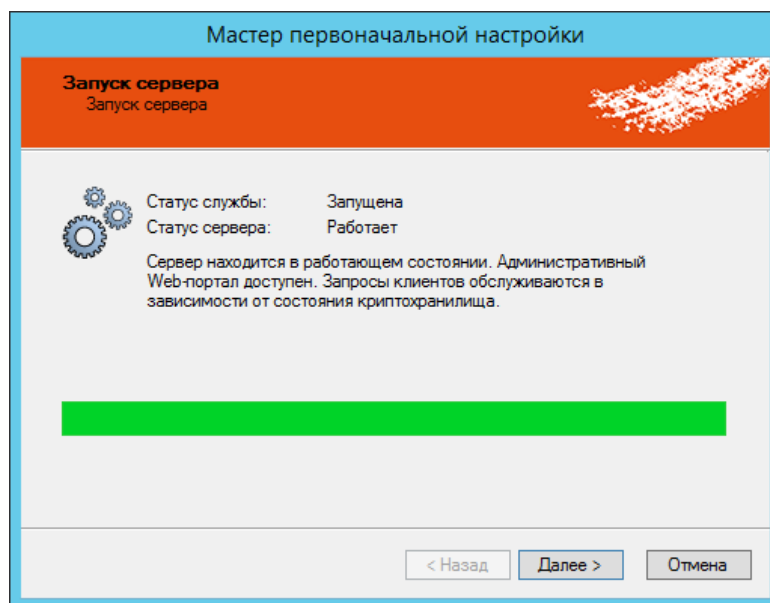 Мастер первоначальной настройки
Запуск сервера
Запуск сервера
Статус службы: Запущена
Статус сервера: Работает
Сервер находится в работающем состоянии. Административный
Web-портал доступен. Запросы клиентов обслуживаются в
зависимости от состояния криптохранилища.
< Назад Далее > Отмена